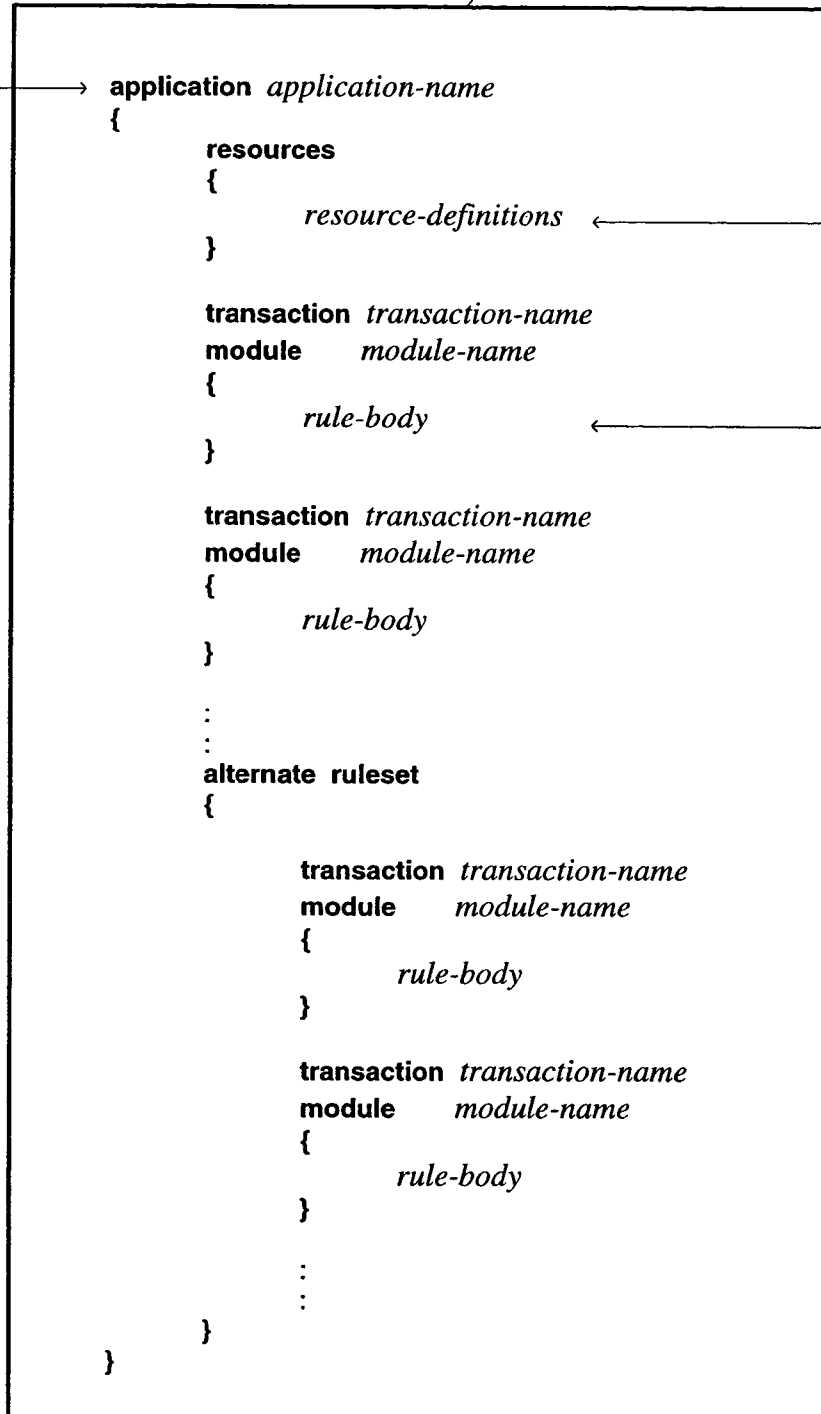 application application-name
{
resources
{
resource-definitions
}
transaction transaction-name
module module-name
{
rule-body
}
transaction transaction-name
module module-name
{
rule-body
}
:
:
alternate ruleset
{
transaction transaction-name
module module-name
{
rule-body
}
transaction transaction-name
module module-name
{
rule-body
}
:
:
}
}